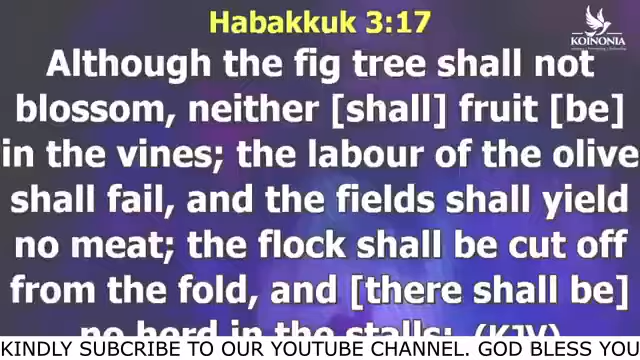 Habakkuk 3:17
KOINONIA
Although the fig tree shall not
blossom, neither [shall] fruit [be]
in the vines; the labour of the olive
shall fail, and the fields shall yield
no meat; the flock shall be cut off
from the fold, and [there shall be]
no herd in the stalls: (KJV)
KINDLY SUBCRIBE TO OUR YOUTUBE CHANNEL. GOD BLESS YOU